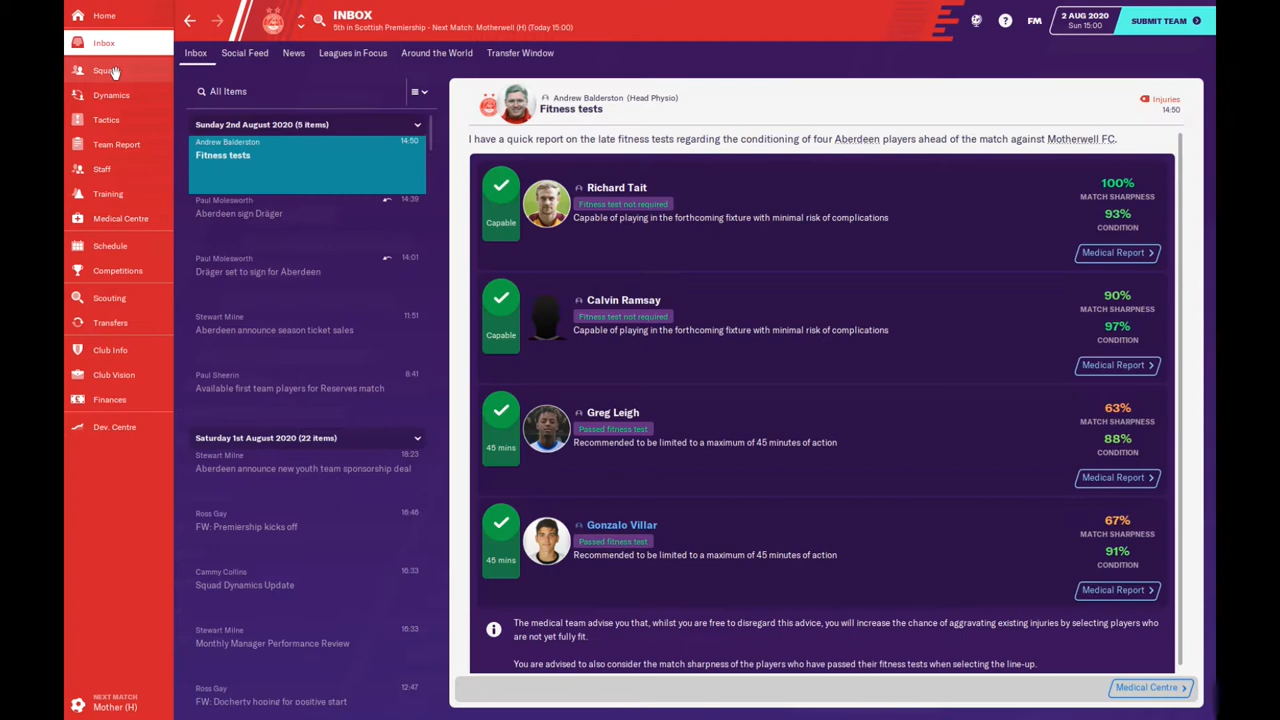 Home
Inbox
Squad
Dynamics
Tactics
Team Report
Staff
Training
Medical Centre
Schedule
Competitions
Scouting
Transfers
Club Info
Club Vision
Finances
Dev. Centre
NEXT MATCH
Mother (H)
INBOX
5th in Scottish Premiership - Next Match: Motherwell (H) (Today 15:00)
? FM
2 AUG 2020
Sun 15:00
SUBMIT TEAM
Inbox Social Feed News Leagues in Focus Around the World Transfer Window
All Items
Sunday 2nd August 2020 (5 items)
Andrew Balderston 14:50
Fitness tests
Paul Molesworth 14:39
Aberdeen sign Dräger
Paul Molesworth 14:01
Dräger set to sign for Aberdeen
Stewart Milne 11:51
Aberdeen announce season ticket sales
Paul Sheerin 8:41
Available first team players for Reserves match
Saturday 1st August 2020 (22 items)
Stewart Milne 18:23
Aberdeen announce new youth team sponsorship deal
Ross Gay 16:46
FW: Premiership kicks off
Cammy Collins 16:33
Squad Dynamics Update
Stewart Milne 16:33
Monthly Manager Performance Review
Ross Gay 12:47
FW: Docherty hoping for positive start
Andrew Balderston (Head Physio)
Fitness tests
Injuries
14:50
I have a quick report on the late fitness tests regarding the conditioning of four Aberdeen players ahead of the match against Motherwell FC.
Capable
Richard Tait
Fitness test not required
Capable of playing in the forthcoming fixture with minimal risk of complications
100%
MATCH SHARPNESS
93%
CONDITION
Medical Report
Capable
Calvin Ramsay
Fitness test not required
Capable of playing in the forthcoming fixture with minimal risk of complications
90%
MATCH SHARPNESS
97%
CONDITION
Medical Report
45 mins
Greg Leigh
Passed fitness test
Recommended to be limited to a maximum of 45 minutes of action
63%
MATCH SHARPNESS
88%
CONDITION
Medical Report
45 mins
Gonzalo Villar
Passed fitness test
Recommended to be limited to a maximum of 45 minutes of action
67%
MATCH SHARPNESS
91%
CONDITION
Medical Report
The medical team advise you that, whilst you are free to disregard this advice, you will increase the chance of aggravating existing injuries by selecting players
who are not yet fully fit.
You are advised to also consider the match sharpness of the players who have passed their fitness tests when selecting the line-up.
Medical Centre